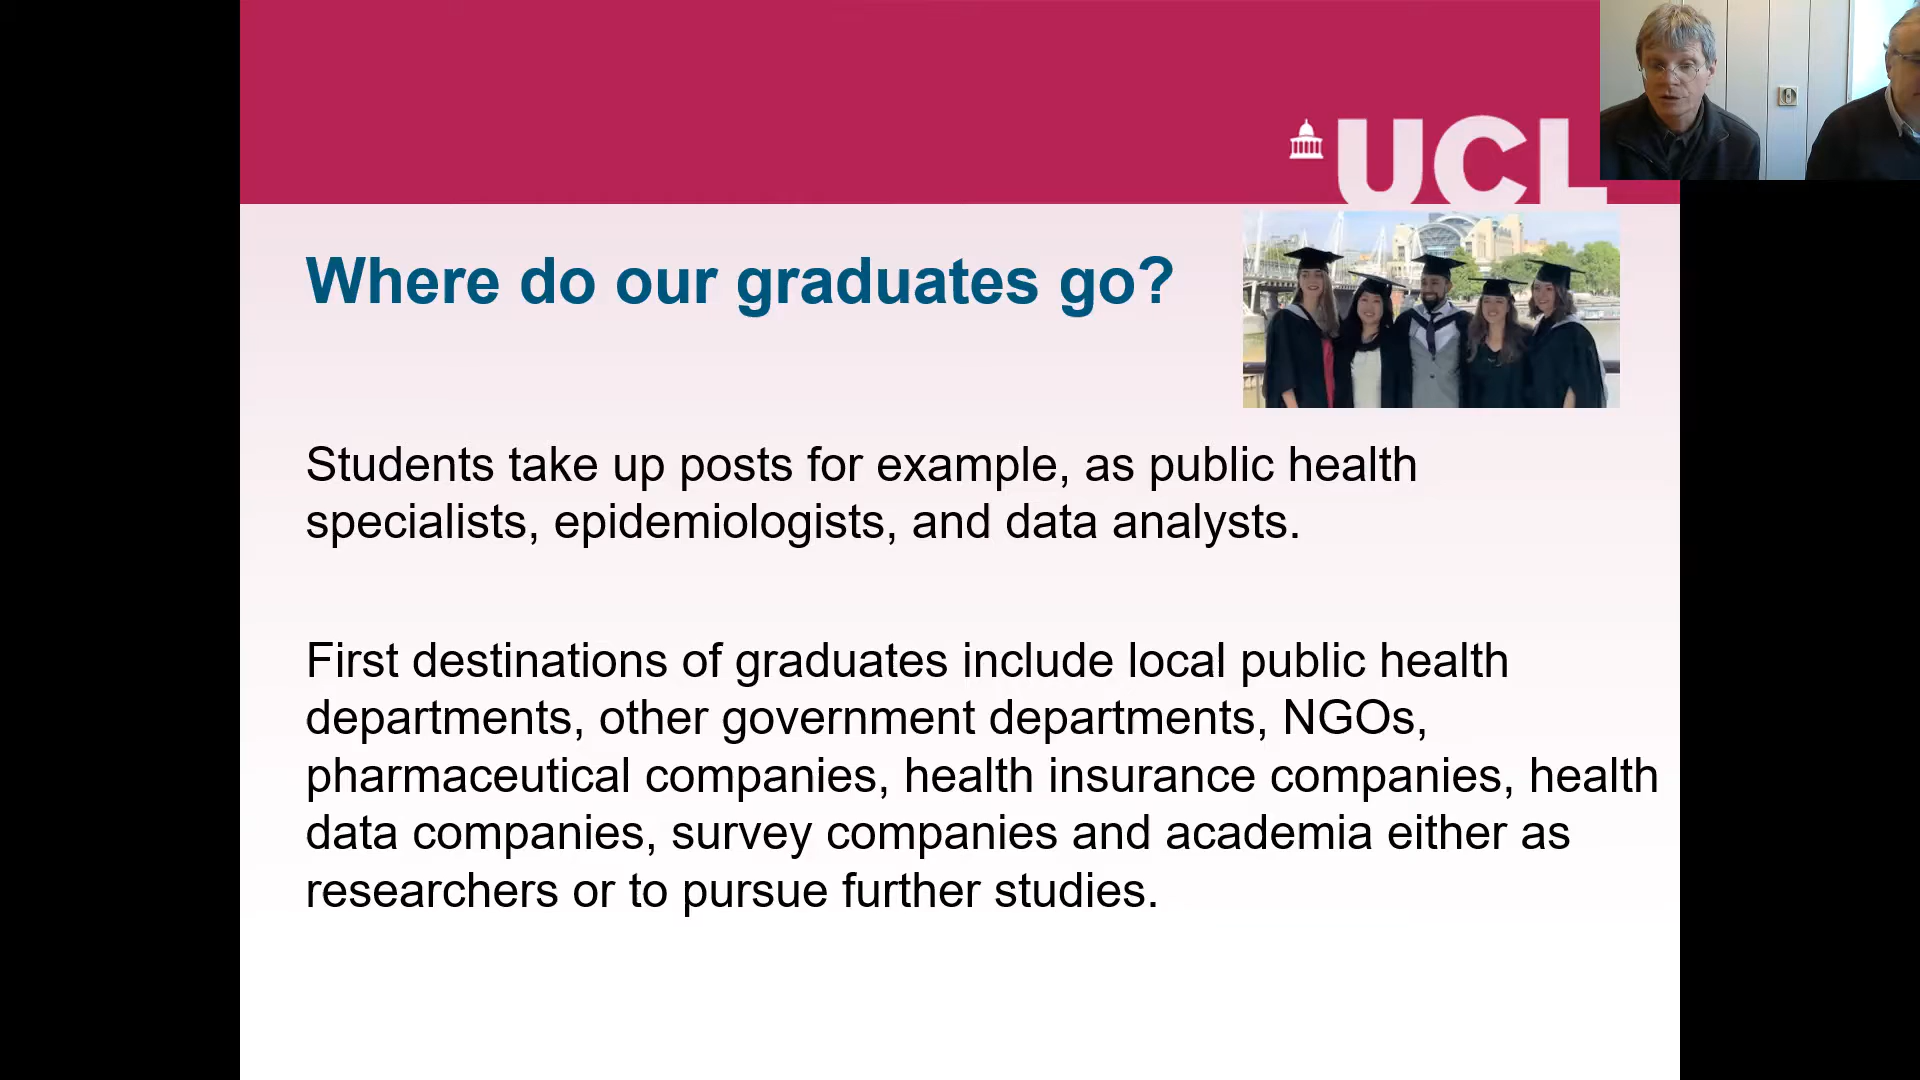 UCL
Where do our graduates go?
Students take up posts for example, as public health
specialists, epidemiologists, and data analysts.
First destinations of graduates include local public health
departments, other government departments, NGOs,
pharmaceutical companies, health insurance companies, health
data companies, survey companies and academia either as
researchers or to pursue further studies.